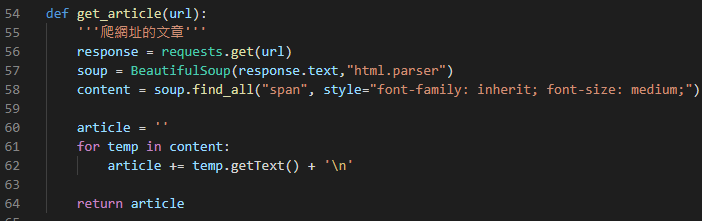 54 def get_article(url):
55 '''爬網址的文章'''
56 response = requests.get(url)
57 soup = BeautifulSoup(response.text,"html.parser")
58 content = soup.find_all("span", style="font-family: inherit; font-size: medium;")
59
60 article = ''
61 for temp in content:
62 article += temp.getText() + '\n'
63
64 return article